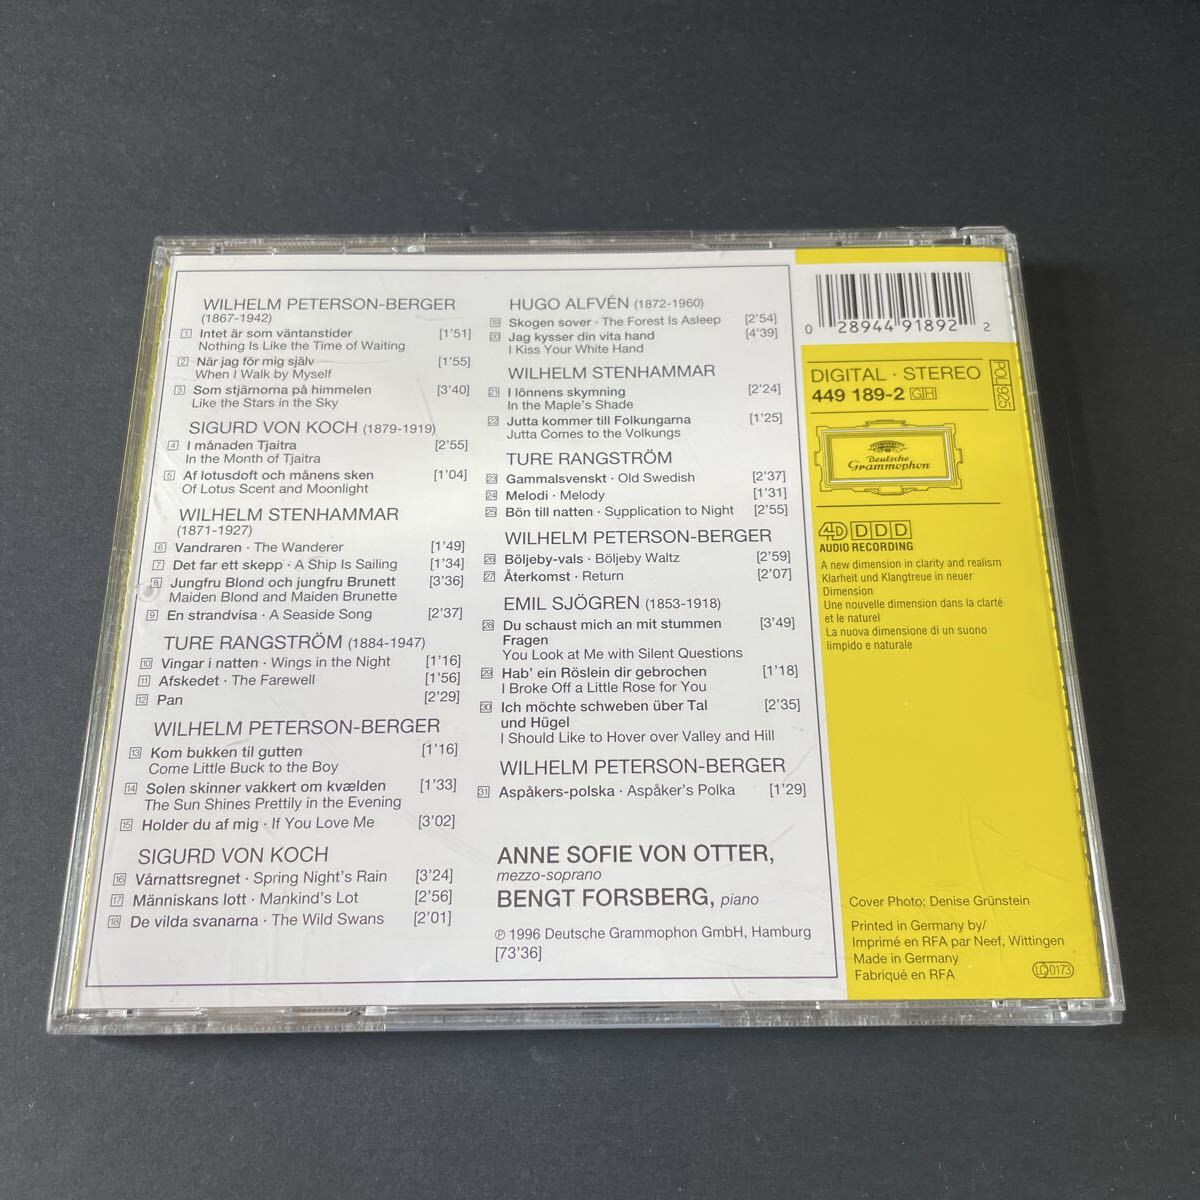 WILHELM PETERSON-BERGER
(1867-1942)
1 Intet är som väntanstider [1'51]
Nothing Is Like the Time of Waiting
2 När jag för mig själv [1'55]
When I Walk by Myself
3 Som stjärnorna på himmelen [3'40]
Like the Stars in the Sky
SIGURD VON KOCH (1879-1919)
4 I månaden Tjaitra [2'55]
In the Month of Tjaitra
5 Af lotusdoft och månens sken [1'04]
Of Lotus Scent and Moonlight
WILHELM STENHAMMAR
(1871-1927)
6 Vandraren · The Wanderer [1'49]
7 Det far ett skepp · A Ship Is Sailing [1'34]
8 Jungfru Blond och jungfru Brunett [3'36]
Maiden Blond and Maiden Brunette
9 En strandvisa · A Seaside Song [2'37]
TURE RANGSTRÖM (1884-1947)
10 Vingar i natten · Wings in the Night [1'16]
11 Afskedet · The Farewell [1'56]
12 Pan [2'29]
WILHELM PETERSON-BERGER
13 Kom bukken til gutten [1'16]
Come Little Buck to the Boy
14 Solen skinner vakkert om kvælden [1'33]
The Sun Shines Prettily in the Evening
15 Holder du af mig · If You Love Me [3'02]
SIGURD VON KOCH
16 Vårnattsregnet · Spring Night's Rain [3'24]
17 Människans lott · Mankind's Lot [2'56]
18 De vilda svanarna · The Wild Swans [2'01]
HUGO ALFVÉN (1872-1960)
19 Skogen sover · The Forest Is Asleep [2'54]
20 Jag kysser din vita hand [4'39]
I Kiss Your White Hand
WILHELM STENHAMMAR
21 I lönnens skymning [2'24]
In the Maple's Shade
22 Jutta kommer till Folkungarna [1'25]
Jutta Comes to the Volkungs
TURE RANGSTRÖM
23 Gammalsvenskt · Old Swedish [2'37]
24 Melodi · Melody [1'31]
25 Bön till natten · Supplication to Night [2'55]
WILHELM PETERSON-BERGER
26 Böljeby-vals · Böljeby Waltz [2'59]
27 Återkomst · Return [2'07]
EMIL SJÖGREN (1853-1918)
28 Du schaust mich an mit stummen [3'49]
Fragen
You Look at Me with Silent Questions
29 Hab' ein Röslein dir gebrochen [1'18]
I Broke Off a Little Rose for You
30 Ich möchte schweben über Tal [2'35]
und Hügel
I Should Like to Hover over Valley and Hill
WILHELM PETERSON-BERGER
31 Aspåkers-polska · Aspåker's Polka [1'29]
ANNE SOFIE VON OTTER,
mezzo-soprano
BENGT FORSBERG, piano
℗ 1996 Deutsche Grammophon GmbH, Hamburg
[73'36]
0 28944 91892 2
DIGITAL · STEREO
449 189-2 GH
POL 925
Deutsche
Grammophon
4D DDD
AUDIO RECORDING
A new dimension in clarity and realism
Klarheit und Klangtreue in neuer
Dimension
Une nouvelle dimension dans la clarté
et le naturel
La nuova dimensione di un suono
limpido e naturale
Cover Photo: Denise Grünstein
Printed in Germany by/
Imprimé en RFA par Neef, Wittingen
Made in Germany
Fabriqué en RFA
LC 0173